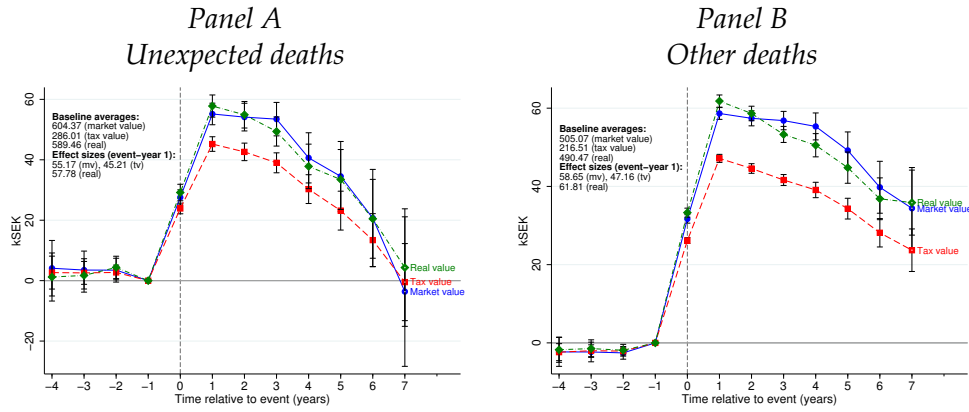 Panel A
Unexpected deaths
Baseline averages:
604.37 (market value)
286.01 (tax value)
589.46 (real)
Effect sizes (event−year 1):
55.17 (mv), 45.21 (tv)
57.78 (real)
Real value
Tax value
Market value
kSEK
60
40
20
0
−20
−4 −3 −2 −1 0 1 2 3 4 5 6 7
Time relative to event (years)
Panel B
Other deaths
Baseline averages:
505.07 (market value)
216.51 (tax value)
490.47 (real)
Effect sizes (event−year 1):
58.65 (mv), 47.16 (tv)
61.81 (real)
Real value
Market value
Tax value
kSEK
60
40
20
0
−4 −3 −2 −1 0 1 2 3 4 5 6 7
Time relative to event (years)